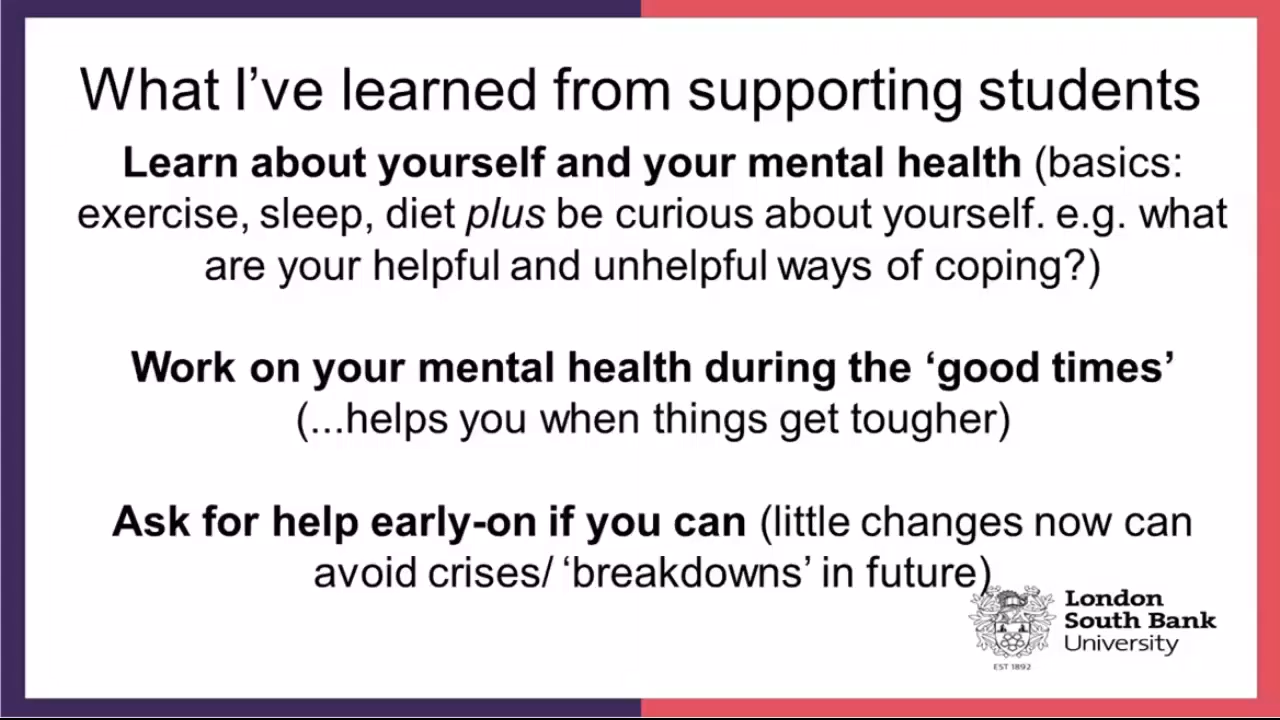 What I’ve learned from supporting students
Learn about yourself and your mental health (basics:
exercise, sleep, diet plus be curious about yourself. e.g. what
are your helpful and unhelpful ways of coping?)
Work on your mental health during the ‘good times’
(...helps you when things get tougher)
Ask for help early-on if you can (little changes now can
avoid crises/ ‘breakdowns’ in future)
London
South Bank
University
EST 1892